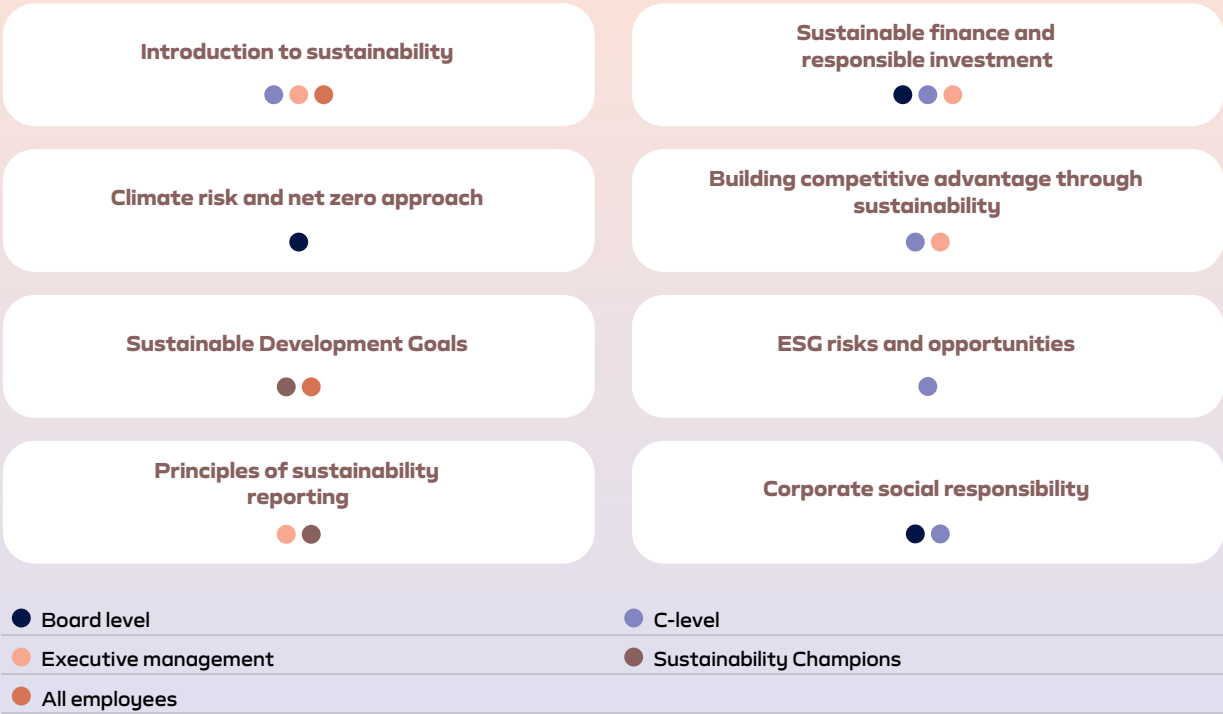 Introduction to sustainability
Sustainable finance and
responsible investment
Climate risk and net zero approach
Building competitive advantage through
sustainability
Sustainable Development Goals
ESG risks and opportunities
Principles of sustainability
reporting
Corporate social responsibility
Board level
C-level
Executive management
Sustainability Champions
All employees